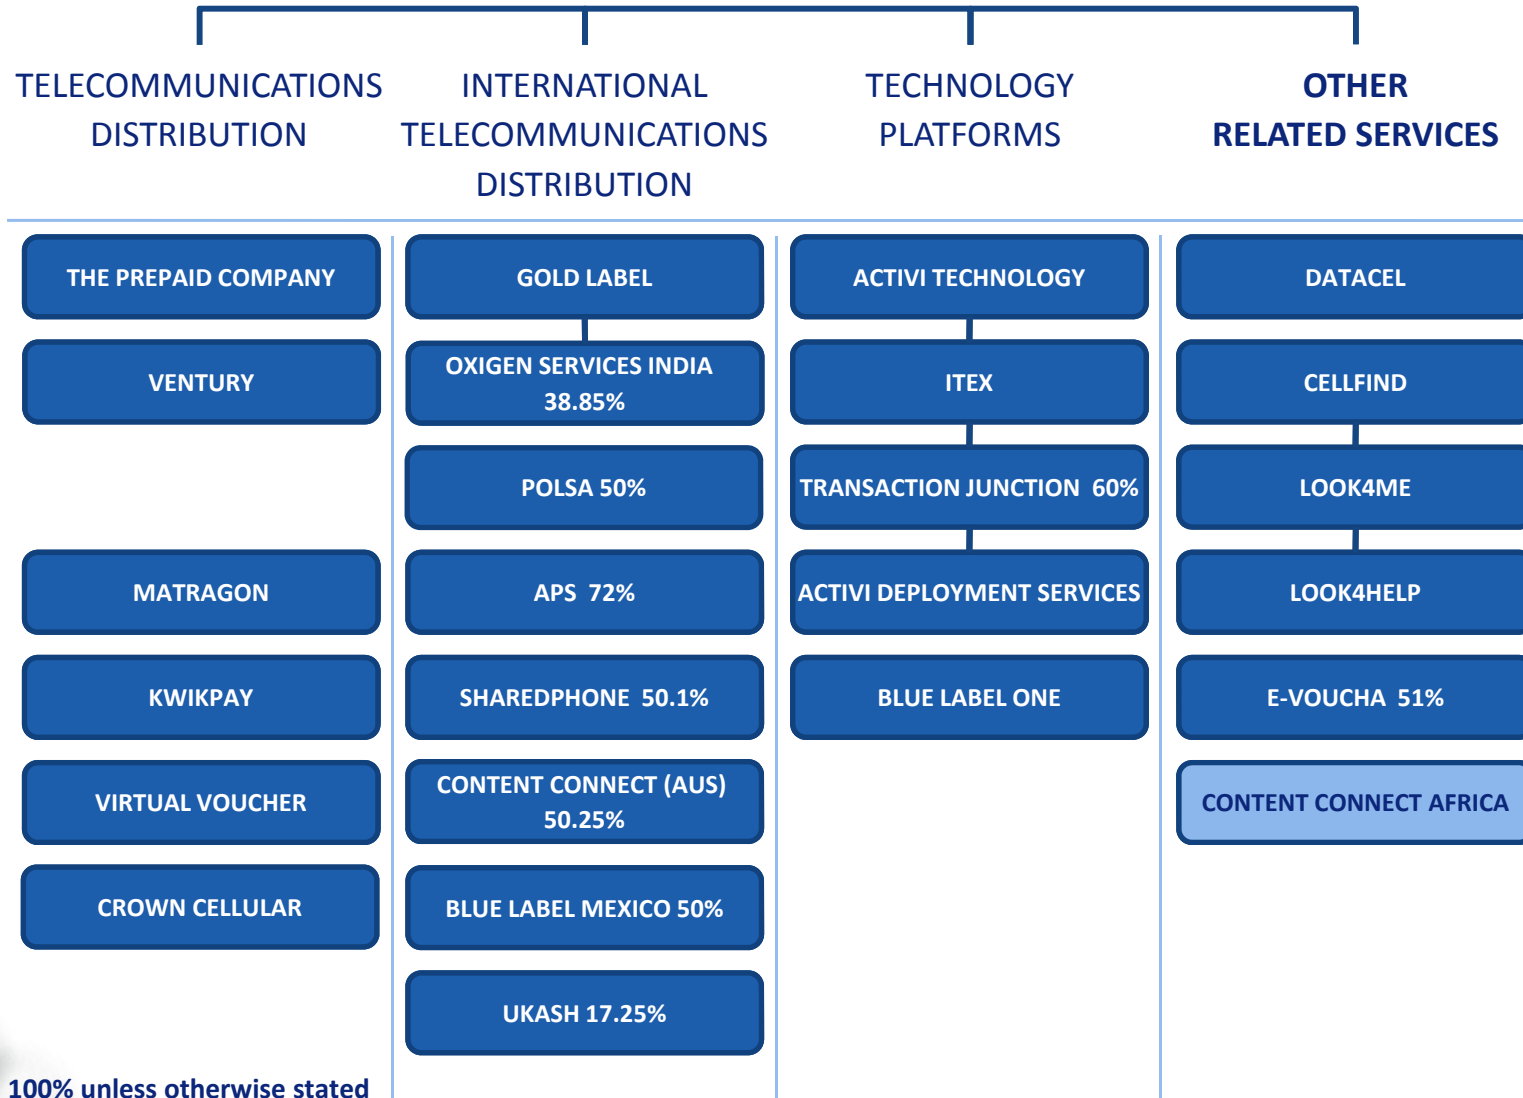 TELECOMMUNICATIONS
DISTRIBUTION
INTERNATIONAL
TELECOMMUNICATIONS
DISTRIBUTION
TECHNOLOGY
PLATFORMS
OTHER
RELATED SERVICES
THE PREPAID COMPANY
VENTURY
MATRAGON
KWIKPAY
VIRTUAL VOUCHER
CROWN CELLULAR
GOLD LABEL
OXIGEN SERVICES INDIA
38.85%
POLSA 50%
APS 72%
SHAREDPHONE 50.1%
CONTENT CONNECT (AUS)
50.25%
BLUE LABEL MEXICO 50%
UKASH 17.25%
ACTIVI TECHNOLOGY
ITEX
TRANSACTION JUNCTION 60%
ACTIVI DEPLOYMENT SERVICES
BLUE LABEL ONE
DATACEL
CELLFIND
LOOK4ME
LOOK4HELP
E-VOUCHA 51%
CONTENT CONNECT AFRICA
100% unless otherwise stated